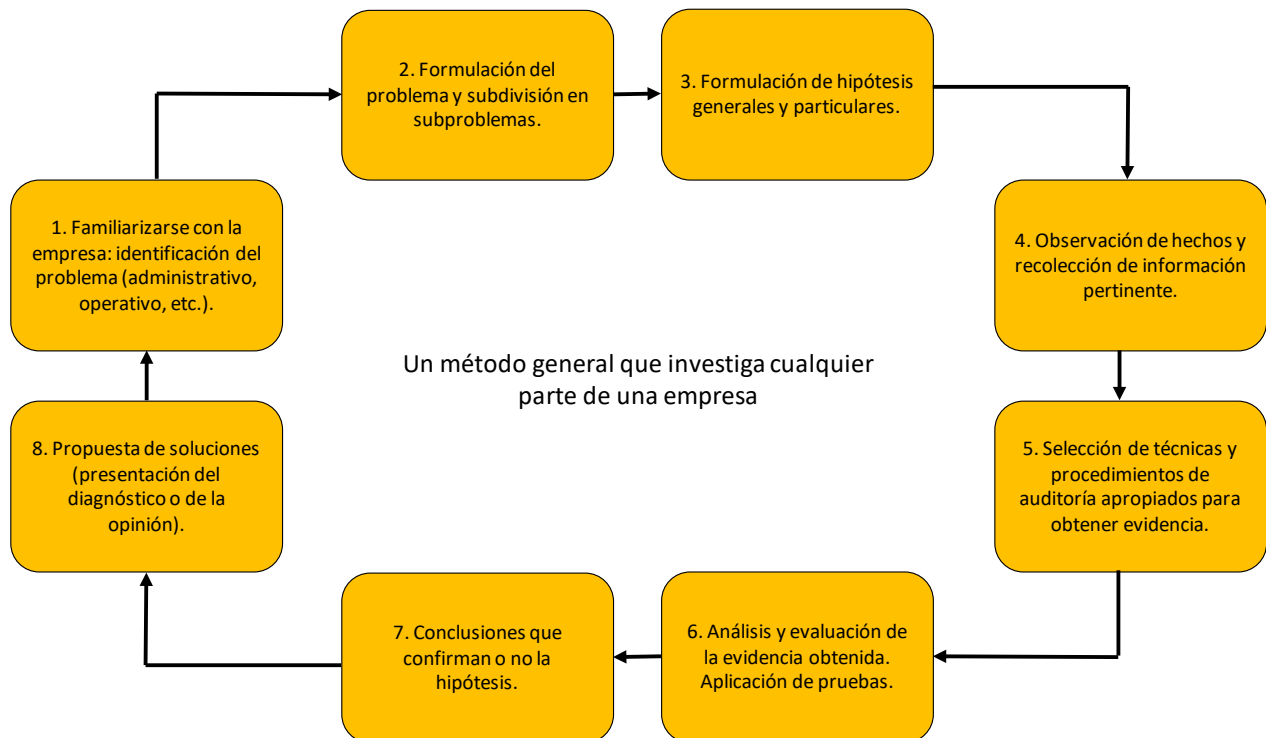 1. Familiarizarse con la
empresa: identificación del
problema (administrativo,
operativo, etc.).
2. Formulación del
problema y subdivisión en
subproblemas.
3. Formulación de hipótesis
generales y particulares.
4. Observación de hechos y
recolección de información
pertinente.
5. Selección de técnicas y
procedimientos de
auditoría apropiados para
obtener evidencia.
6. Análisis y evaluación de
la evidencia obtenida.
Aplicación de pruebas.
7. Conclusiones que
confirman o no la
hipótesis.
8. Propuesta de soluciones
(presentación del
diagnóstico o de la
opinión).
Un método general que investiga cualquier
parte de una empresa